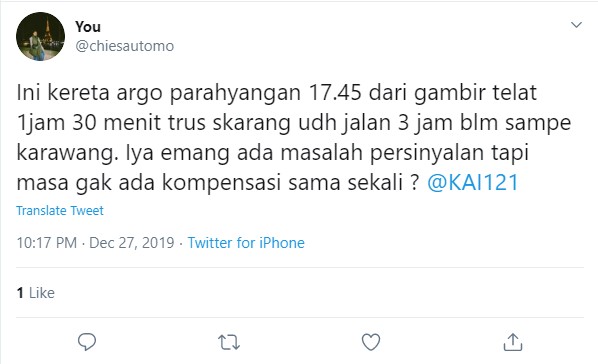 You
@chiesautomo
Ini kereta argo parahyangan 17.45 dari gambir telat
1jam 30 menit trus skarang udh jalan 3 jam blm sampe
karawang. Iya emang ada masalah persinyalan tapi
masa gak ada kompensasi sama sekali ? @KAI121
Translate Tweet
10:17 PM · Dec 27, 2019 · Twitter for iPhone
1 Like